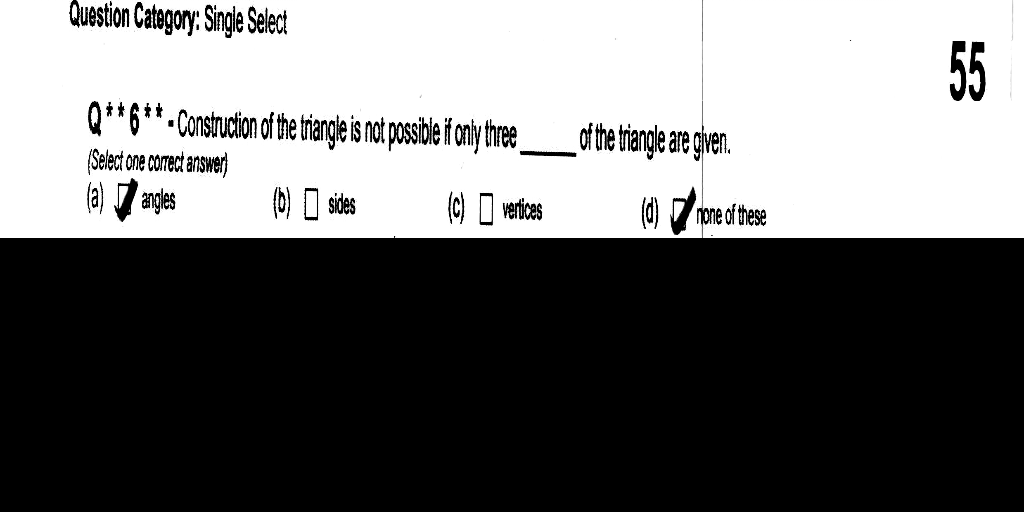 Question Category: Single Select
55
Q**6** - Construction of the triangle is not possible if only three _____ of the triangle are given.
(Select one correct answer)
(a) angles (b) sides (c) vertices (d) none of these